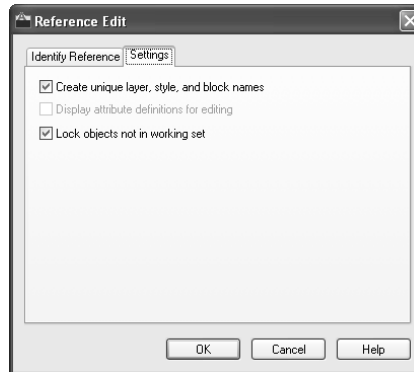 Reference Edit
Identify Reference Settings
Create unique layer, style, and block names
Display attribute definitions for editing
Lock objects not in working set
OK Cancel Help